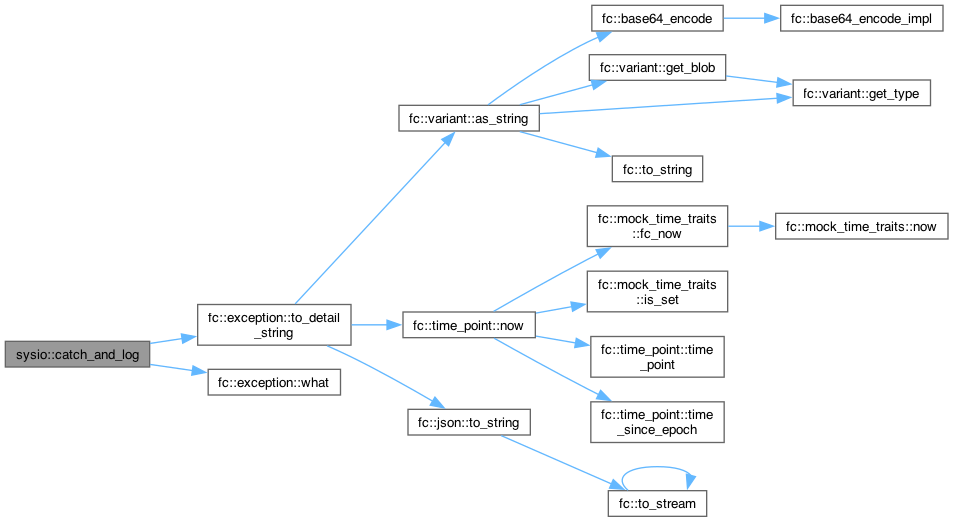 sysio::catch_and_log
fc::exception::to_detail
_string
fc::exception::what
fc::variant::as_string
fc::time_point::now
fc::json::to_string
fc::base64_encode
fc::base64_encode_impl
fc::variant::get_blob
fc::variant::get_type
fc::to_string
fc::mock_time_traits
::fc_now
fc::mock_time_traits::now
fc::mock_time_traits
::is_set
fc::time_point::time
_point
fc::time_point::time
_since_epoch
fc::to_stream